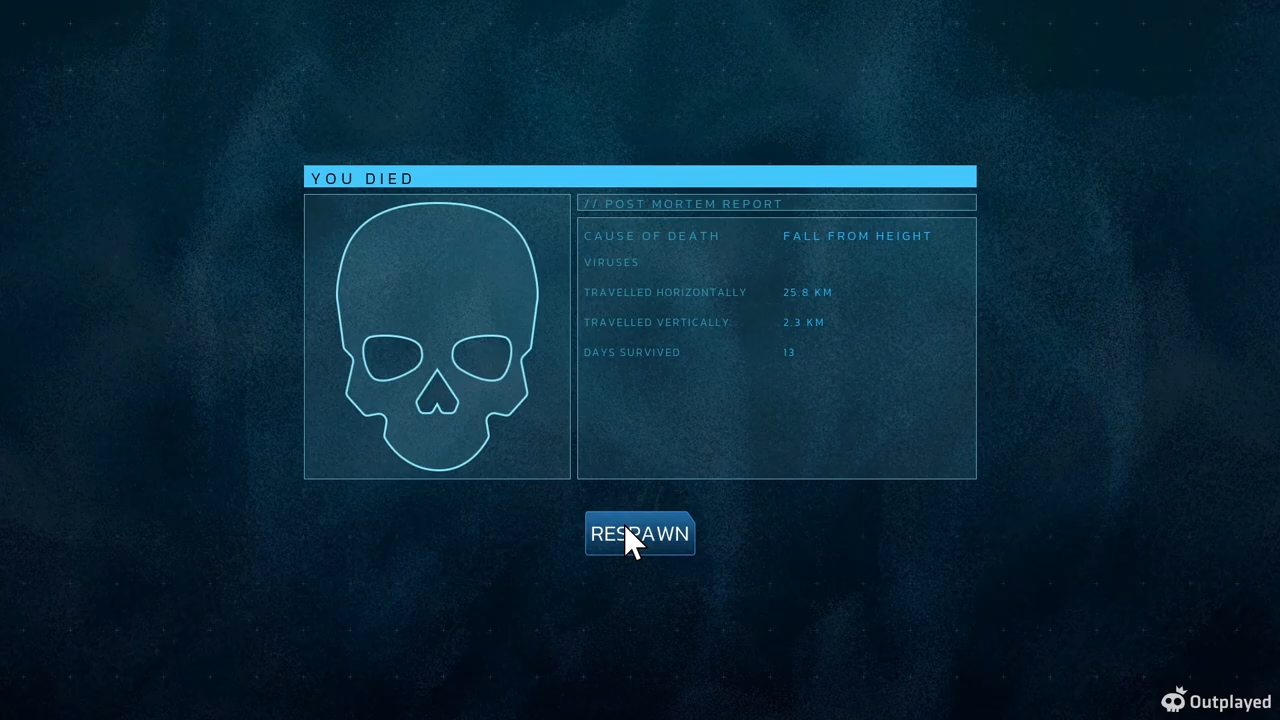 YOU DIED
// POST MORTEM REPORT
CAUSE OF DEATH FALL FROM HEIGHT
VIRUSES
TRAVELLED HORIZONTALLY 25.8 KM
TRAVELLED VERTICALLY 2.3 KM
DAYS SURVIVED 13
RESPAWN
Outplayed